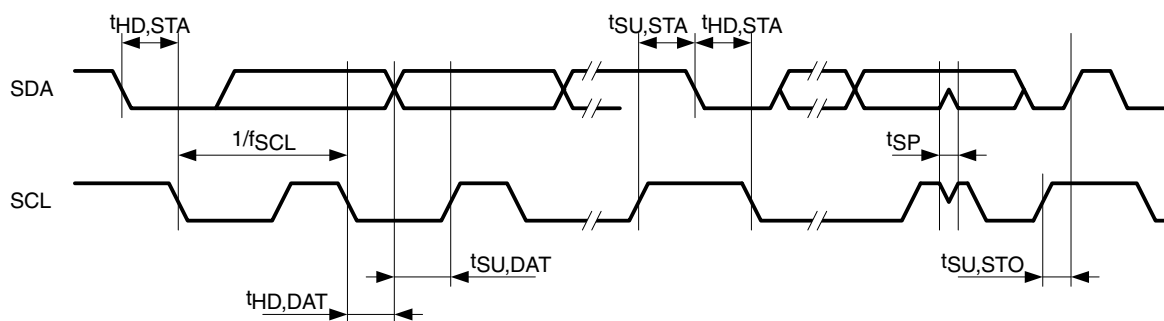 tHD,STA
tSU,STA
tHD,STA
SDA
1/fSCL
tSP
SCL
tSU,DAT
tSU,STO
tHD,DAT